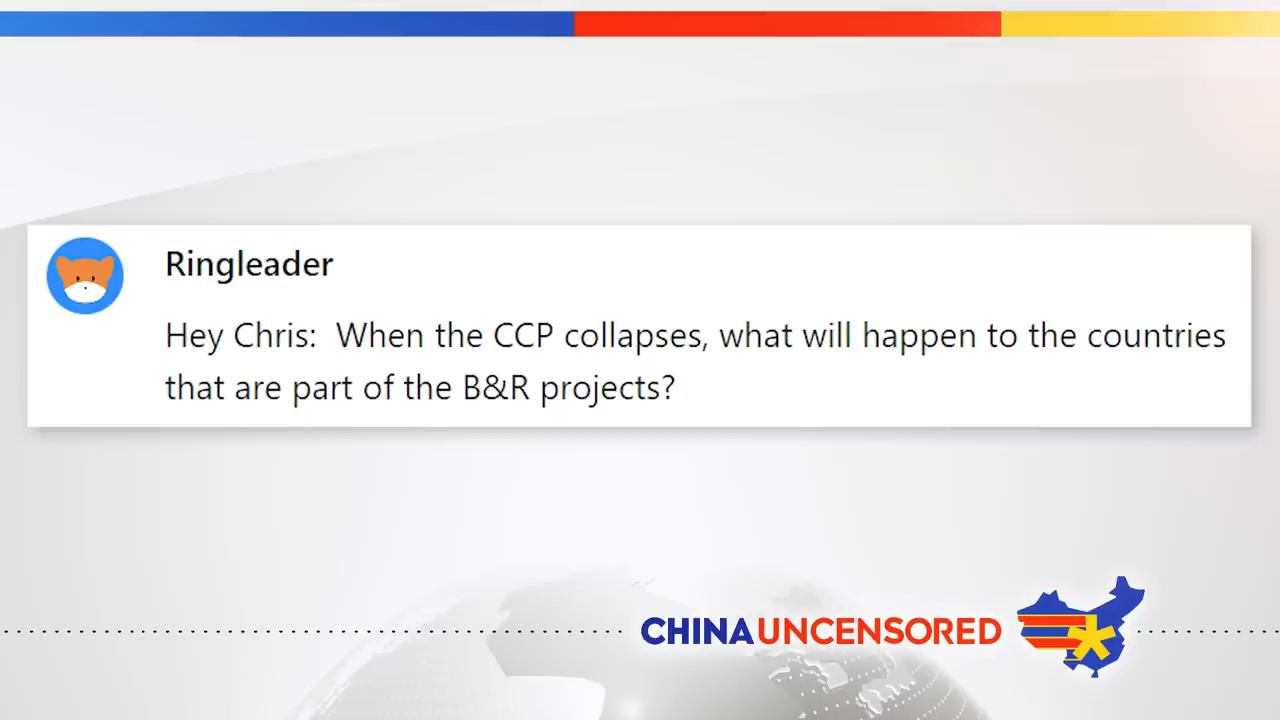 Ringleader
Hey Chris:  When the CCP collapses, what will happen to the countries
that are part of the B&R projects?
CHINAUNCENSORED